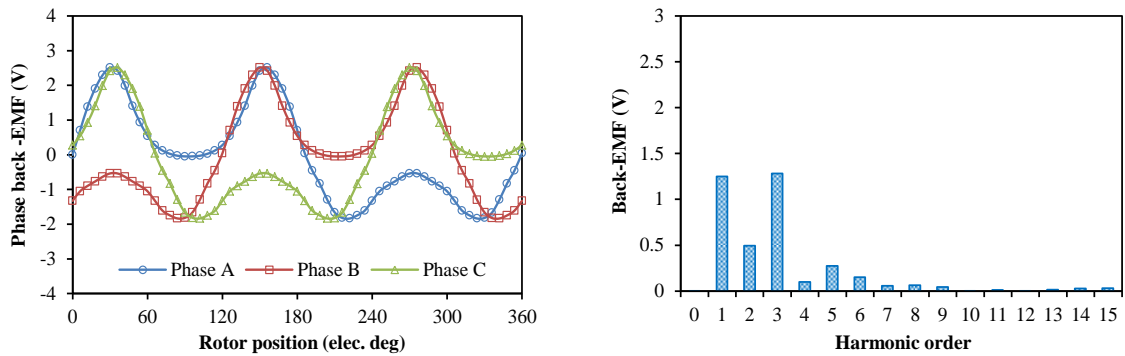 Phase back -EMF (V)
4
3
2
1
0
-1
-2
-3
-4
Phase A
Phase B
Phase C
0 60 120 180 240 300 360
Rotor position (elec. deg)
Back-EMF (V)
3
2.5
2
1.5
1
0.5
0
0 1 2 3 4 5 6 7 8 9 10 11 12 13 14 15
Harmonic order